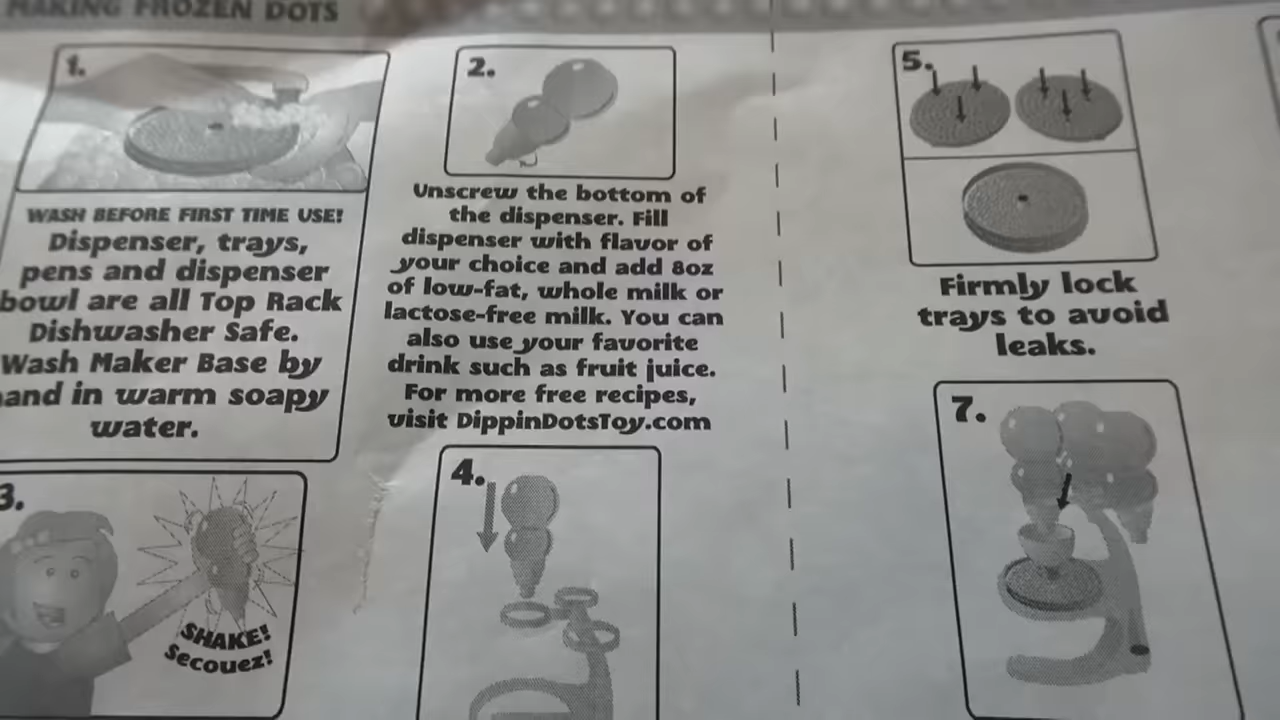 MAKING FROZEN DOTS
1.
WASH BEFORE FIRST TIME USE!
Dispenser, trays,
pens and dispenser
bowl are all Top Rack
Dishwasher Safe.
Wash Maker Base by
hand in warm soapy
water.
2.
Unscrew the bottom of
the dispenser. Fill
dispenser with flavor of
your choice and add 8oz
of low-fat, whole milk or
lactose-free milk. You can
also use your favorite
drink such as fruit juice.
For more free recipes,
visit DippinDotsToy.com
3.
SHAKE!
Secouez!
4.
5.
Firmly lock
trays to avoid
leaks.
7.